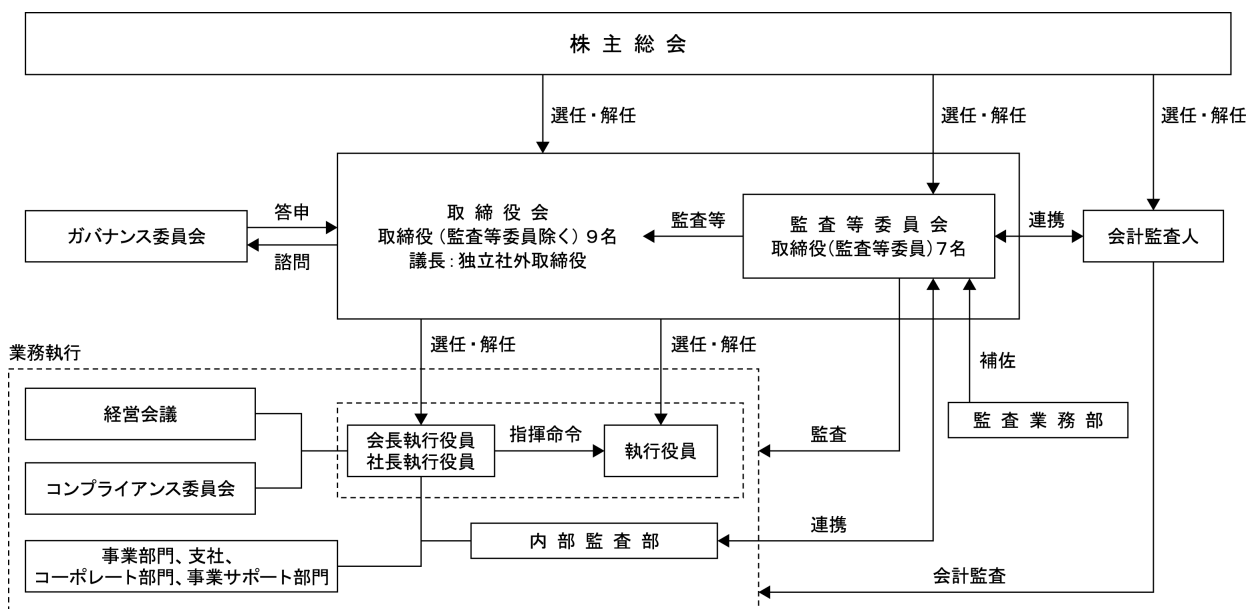 株主総会
選任・解任
選任・解任
選任・解任
ガバナンス委員会
答申
諮問
取締役会
取締役(監査等委員除く)9名
議長:独立社外取締役
監査等
監査等委員会
取締役(監査等委員)7名
連携
会計監査人
選任・解任
選任・解任
補佐
監査業務部
業務執行
経営会議
コンプライアンス委員会
会長執行役員
社長執行役員
指揮命令
執行役員
監査
内部監査部
連携
事業部門、支社、
コーポレート部門、事業サポート部門
会計監査